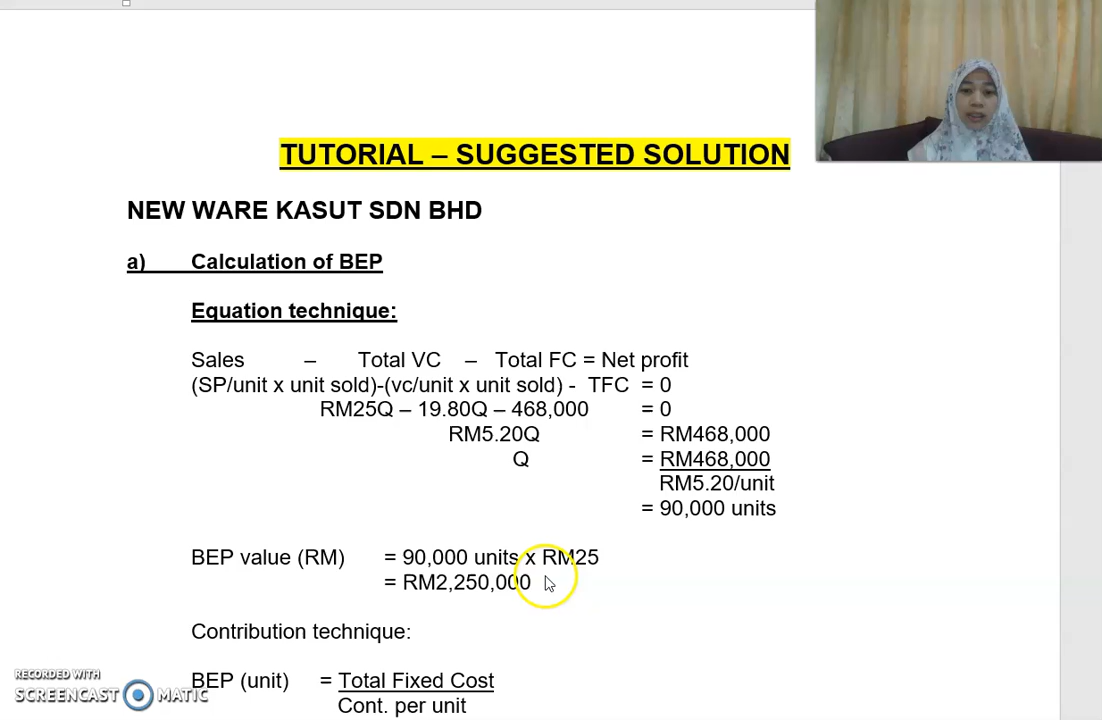 TUTORIAL – SUGGESTED SOLUTION
NEW WARE KASUT SDN BHD
a) Calculation of BEP
Equation technique:
Sales – Total VC – Total FC = Net profit
(SP/unit x unit sold)-(vc/unit x unit sold) - TFC = 0
RM25Q – 19.80Q – 468,000 = 0
RM5.20Q = RM468,000
Q = RM468,000
RM5.20/unit
= 90,000 units
BEP value (RM) = 90,000 units x RM25
= RM2,250,000
Contribution technique:
BEP (unit) = Total Fixed Cost
Cont. per unit
RECORDED WITH
SCREENCAST MATIC